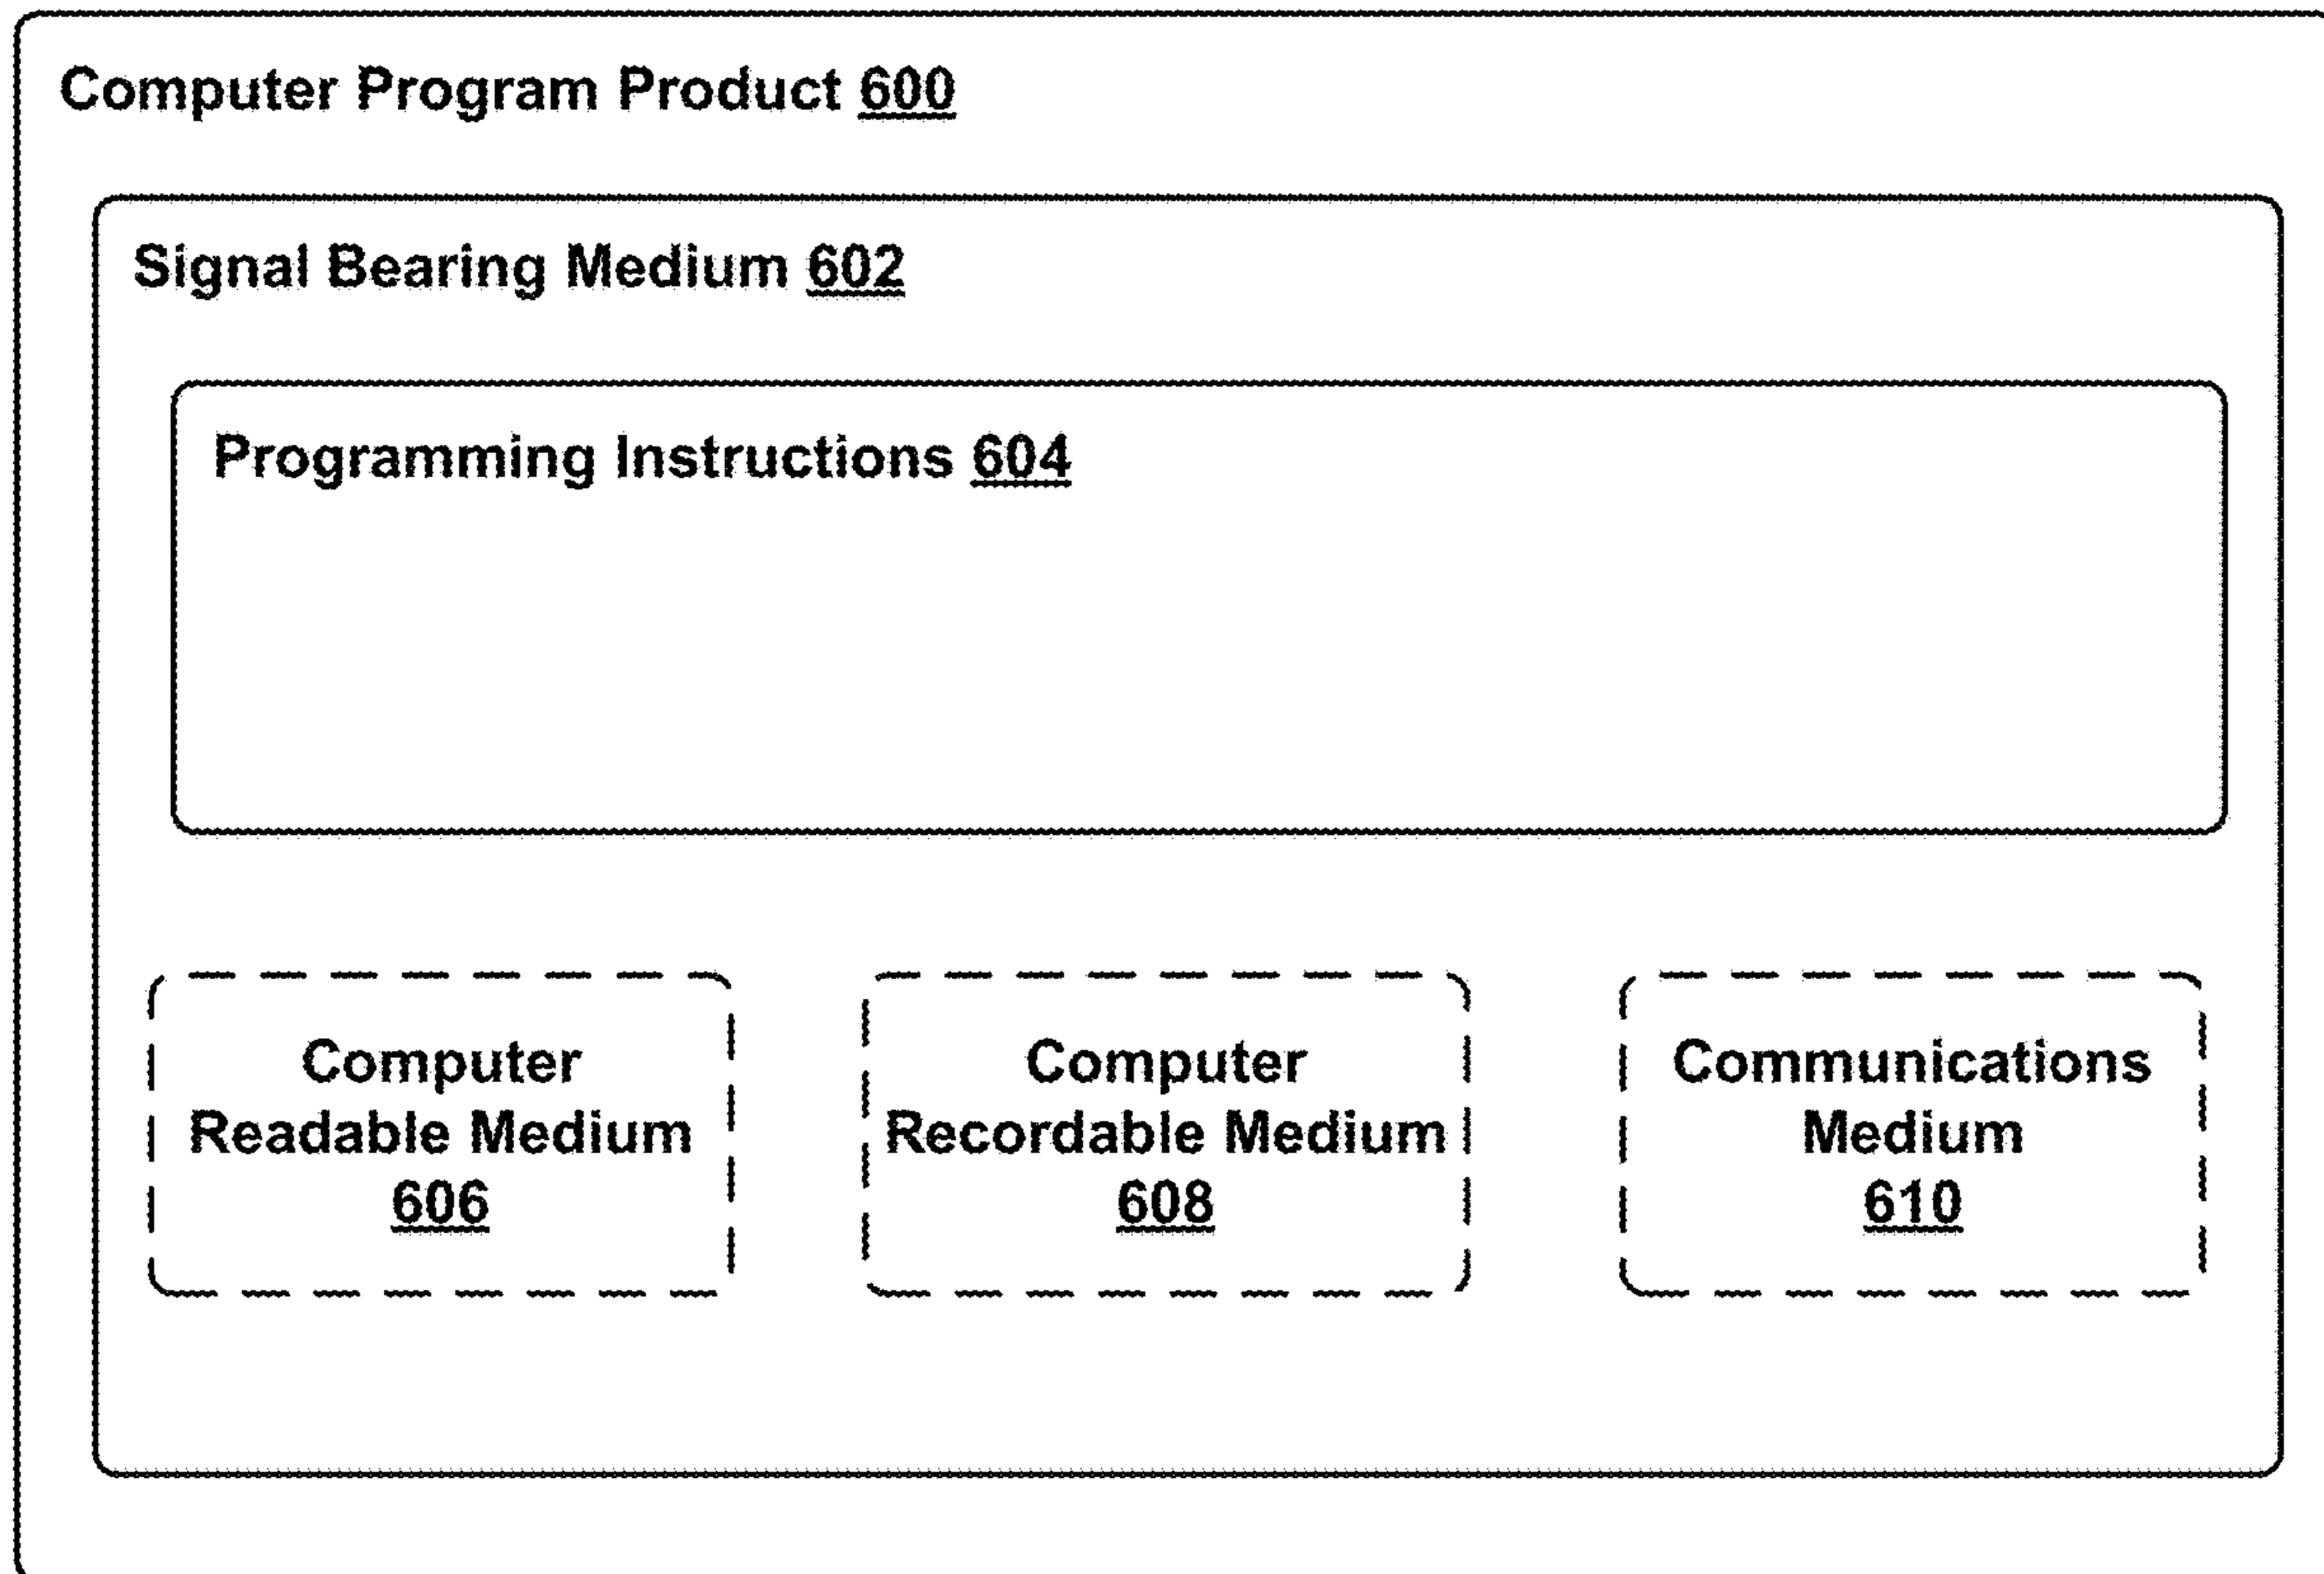 Computer Program Product 600
Signal Bearing Medium 602
Programming Instructions 604
Computer
Readable Medium
606
Computer
Recordable Medium
608
Communications
Medium
610